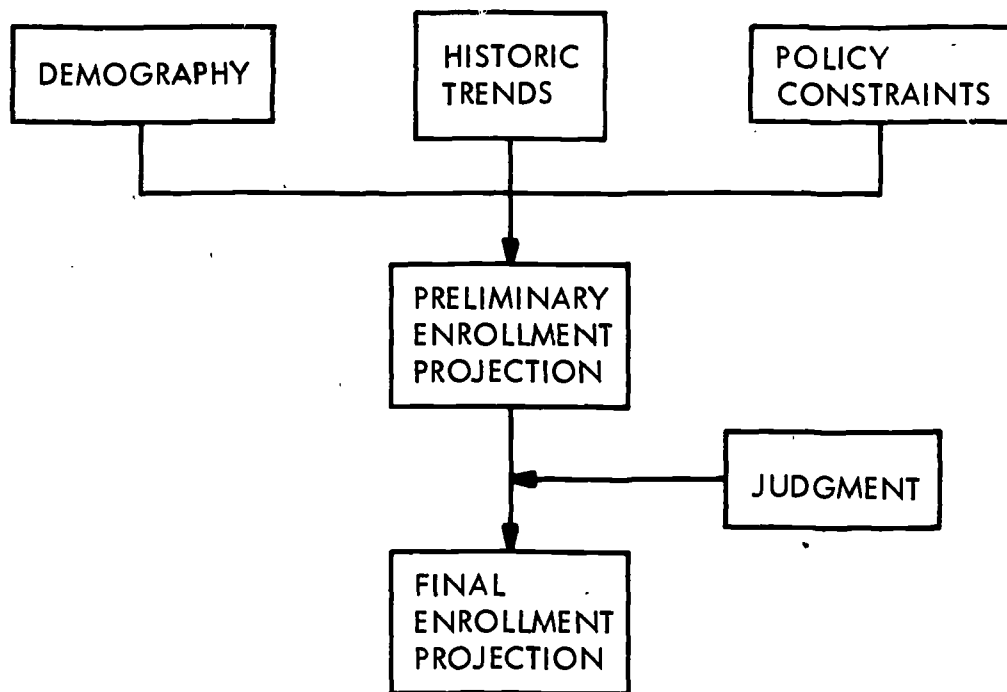 DEMOGRAPHY
HISTORIC
TRENDS
POLICY
CONSTRAINTS
PRELIMINARY
ENROLLMENT
PROJECTION
JUDGMENT
FINAL
ENROLLMENT
PROJECTION